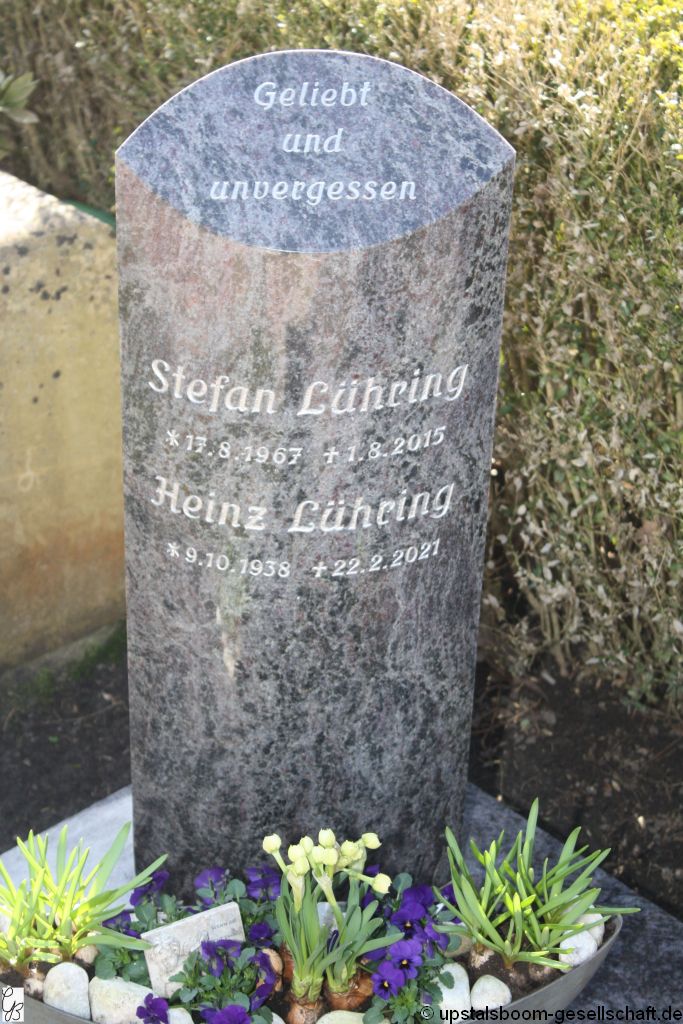 Geliebt
und
unvergessen
Stefan Lühring
* 17.8.1967 † 1.8.2015
Heinz Lühring
* 9.10.1938 † 22.2.2021
© upstalsboom-gesellschaft.de